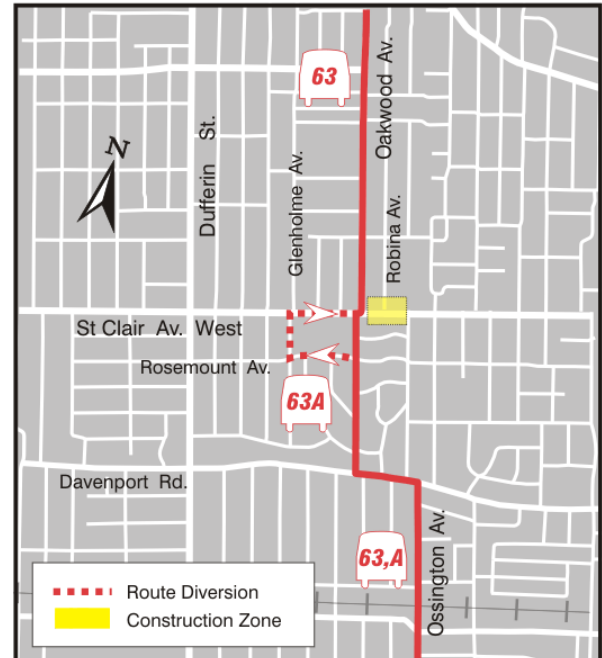 63
Oakwood Av.
N
Dufferin St.
Glenholme Av.
Robina Av.
St Clair Av. West
Rosemount Av.
63A
Davenport Rd.
63,A
Ossington Av.
Route Diversion
Construction Zone